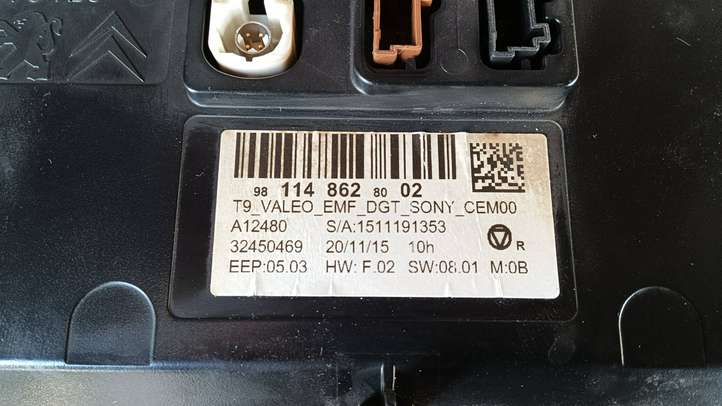 98 114 862 80 02
T9_VALEO_EMF_DGT_SONY_CEM00
A12480 S/A:1511191353
32450469 20/11/15 10h
R
EEP:05.03 HW: F.02 SW:08.01 M:0B